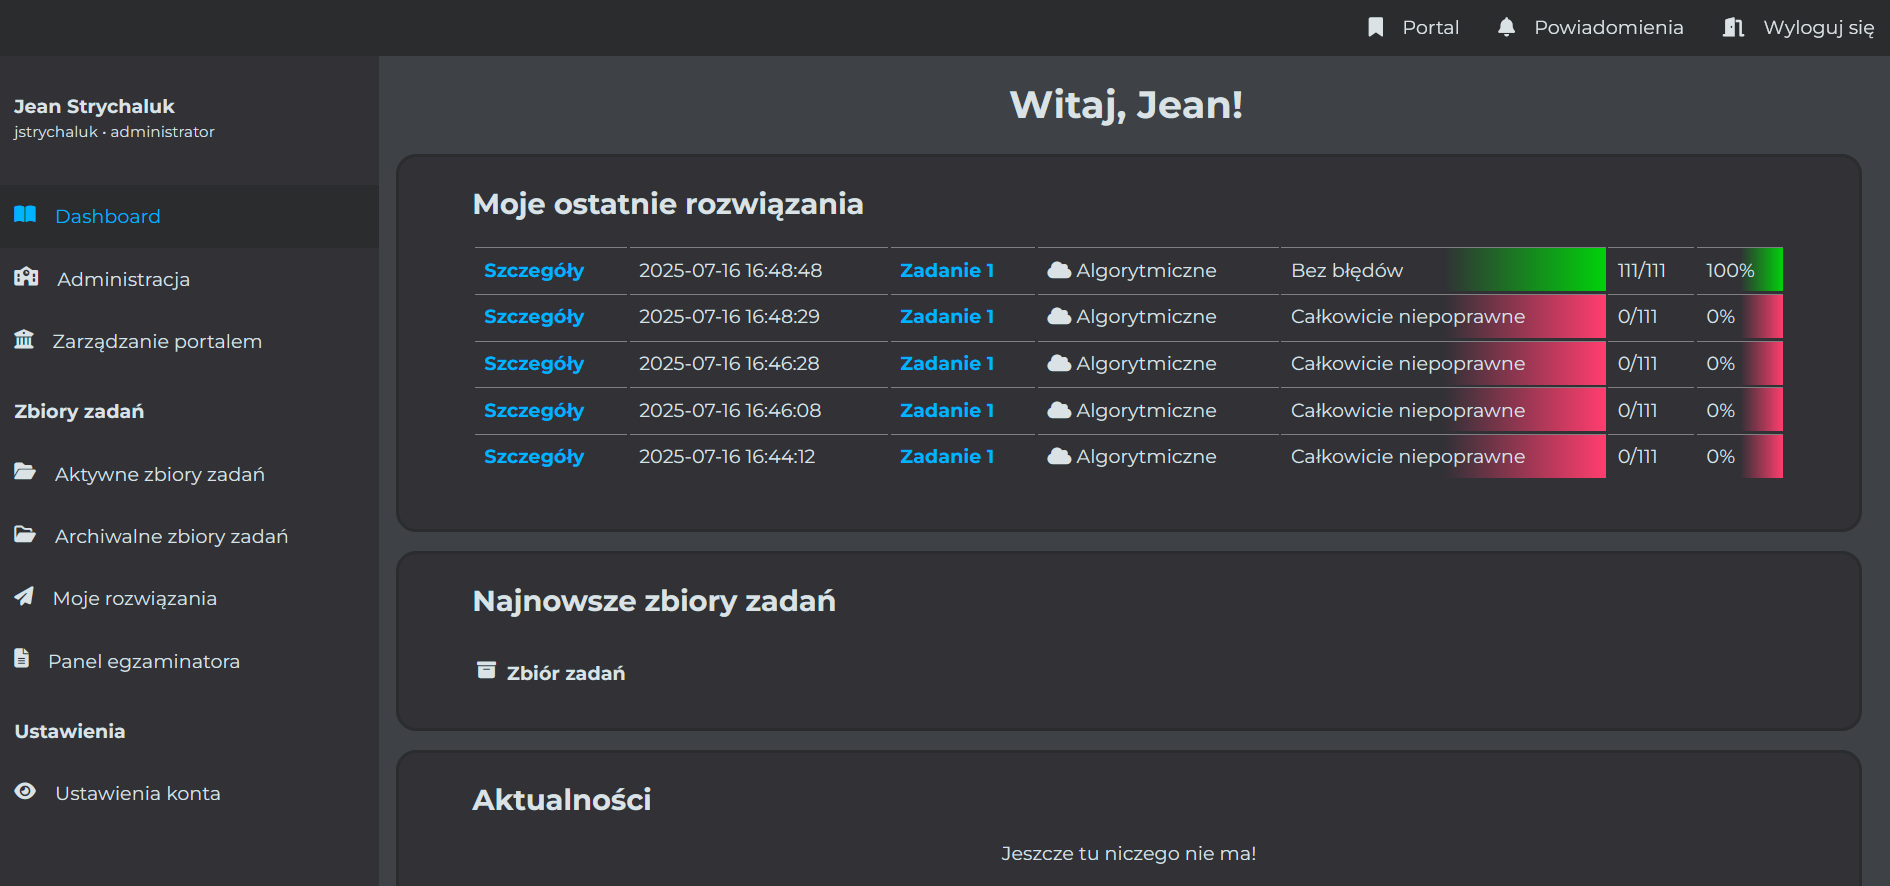 Portal Powiadomienia Wyloguj się
Jean Strychaluk
jstrychaluk • administrator
Dashboard
Administracja
Zarządzanie portalem
Zbiory zadań
Aktywne zbiory zadań
Archiwalne zbiory zadań
Moje rozwiązania
Panel egzaminatora
Ustawienia
Ustawienia konta
Witaj, Jean!
Moje ostatnie rozwiązania
Szczegóły 2025-07-16 16:48:48 Zadanie 1 Algorytmiczne Bez błędów 111/111 100%
Szczegóły 2025-07-16 16:48:29 Zadanie 1 Algorytmiczne Całkowicie niepoprawne 0/111 0%
Szczegóły 2025-07-16 16:46:28 Zadanie 1 Algorytmiczne Całkowicie niepoprawne 0/111 0%
Szczegóły 2025-07-16 16:46:08 Zadanie 1 Algorytmiczne Całkowicie niepoprawne 0/111 0%
Szczegóły 2025-07-16 16:44:12 Zadanie 1 Algorytmiczne Całkowicie niepoprawne 0/111 0%
Najnowsze zbiory zadań
Zbiór zadań
Aktualności
Jeszcze tu niczego nie ma!